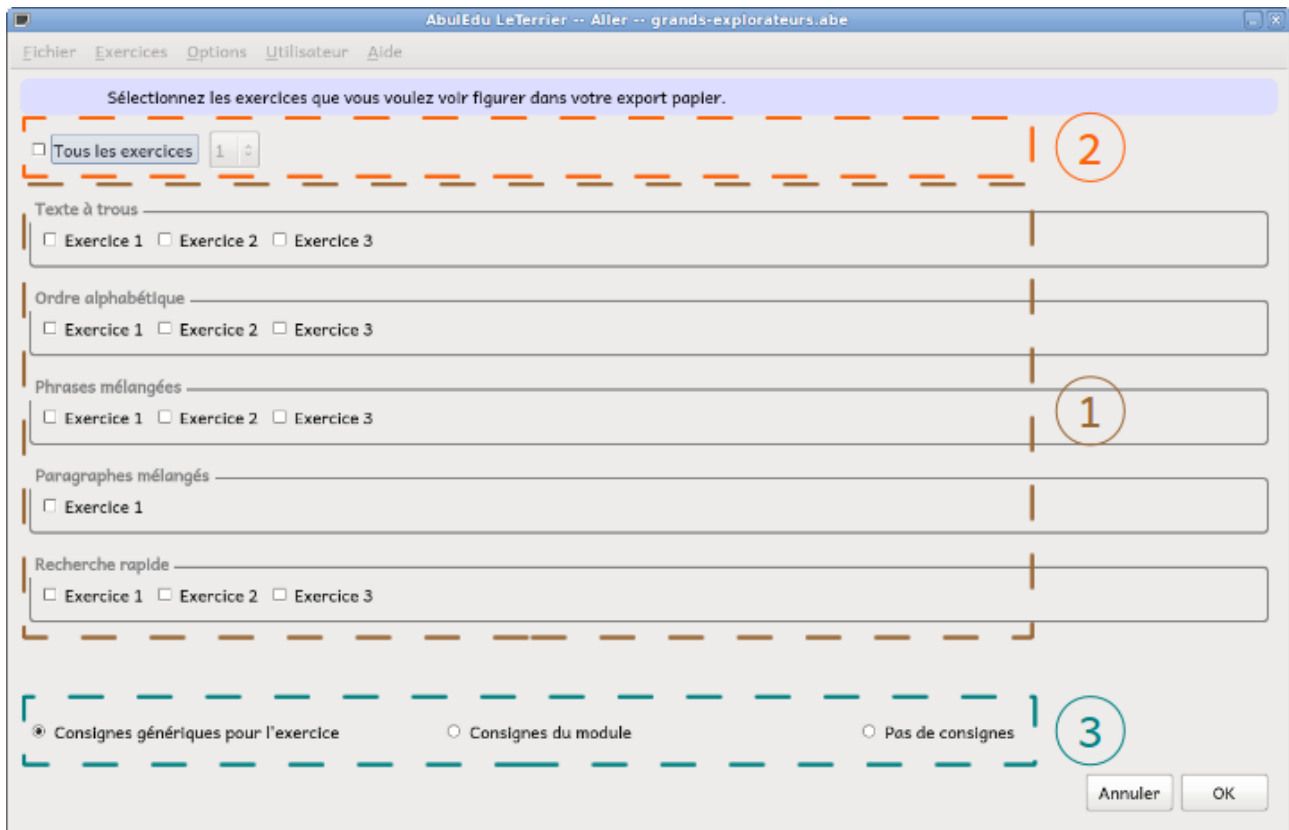 AbulEdu LeTerrier -- Aller -- grands-explorateurs.abe
Fichier Exercices Options Utilisateur Aide
Sélectionnez les exercices que vous voulez voir figurer dans votre export papier.
Tous les exercices 1
2
Texte à trous
Exercice 1 Exercice 2 Exercice 3
Ordre alphabétique
Exercice 1 Exercice 2 Exercice 3
Phrases mélangées
1
Exercice 1 Exercice 2 Exercice 3
Paragraphes mélangés
Exercice 1
Recherche rapide
Exercice 1 Exercice 2 Exercice 3
Consignes génériques pour l'exercice Consignes du module Pas de consignes
3
Annuler OK